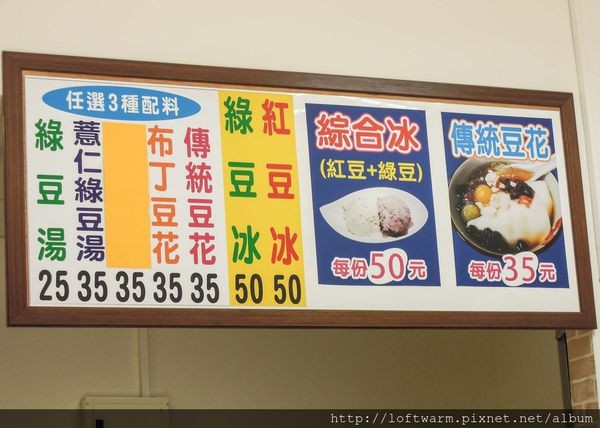 任選3種配料
綠豆湯 25
薏仁綠豆湯 35
35
布丁豆花 35
傳統豆花 35
綠豆冰 50
紅豆冰 50
綜合冰
(紅豆+綠豆)
每份50元
傳統豆花
每份35元
http://loftwarm.pixnet.net/album